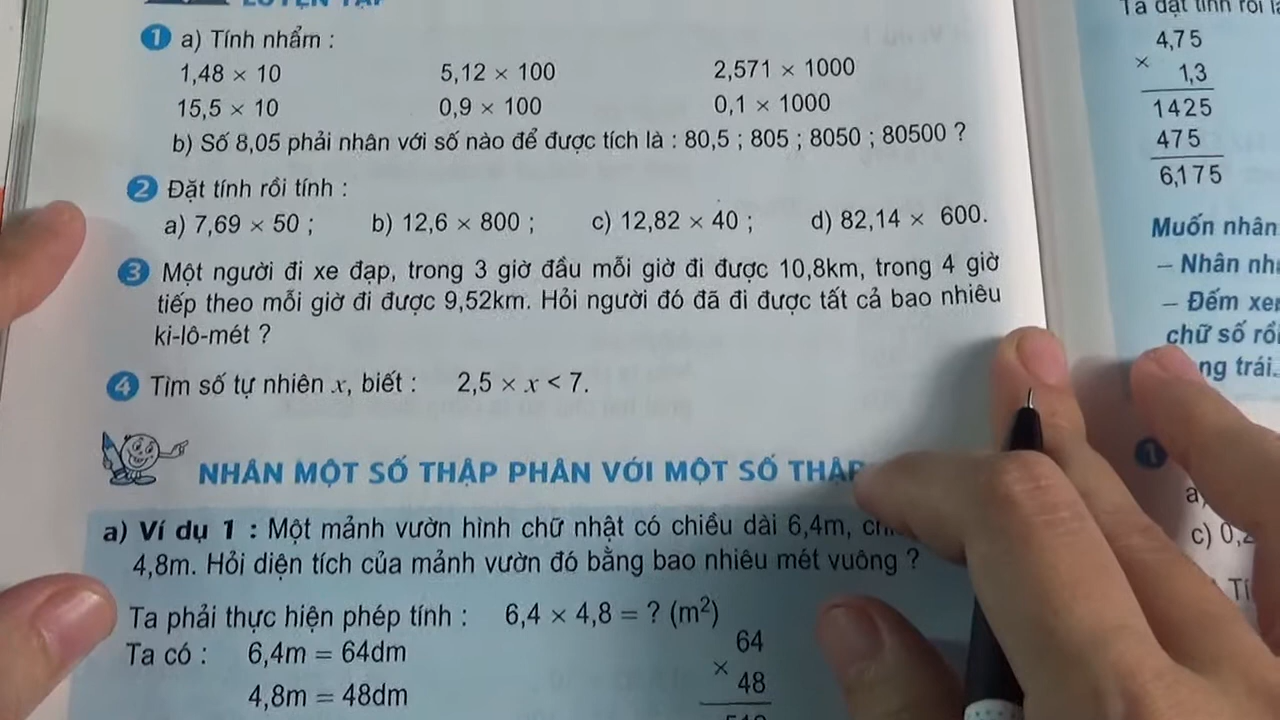 LUYỆN TẬP
1 a) Tính nhẩm :
1,48 × 10 5,12 × 100 2,571 × 1000
15,5 × 10 0,9 × 100 0,1 × 1000
b) Số 8,05 phải nhân với số nào để được tích là : 80,5 ; 805 ; 8050 ; 80500 ?
2 Đặt tính rồi tính :
a) 7,69 × 50 ; b) 12,6 × 800 ; c) 12,82 × 40 ; d) 82,14 × 600.
3 Một người đi xe đạp, trong 3 giờ đầu mỗi giờ đi được 10,8km, trong 4 giờ
tiếp theo mỗi giờ đi được 9,52km. Hỏi người đó đã đi được tất cả bao nhiêu
ki-lô-mét ?
4 Tìm số tự nhiên x, biết : 2,5 × x < 7.
NHÂN MỘT SỐ THẬP PHÂN VỚI MỘT SỐ THẬP
a) Ví dụ 1 : Một mảnh vườn hình chữ nhật có chiều dài 6,4m,
4,8m. Hỏi diện tích của mảnh vườn đó bằng bao nhiêu mét vuông ?
Ta phải thực hiện phép tính : 6,4 × 4,8 = ? (m²)
Ta có : 6,4m = 64dm
4,8m = 48dm
64
×
48
Ta đặt tính rồi
4,75
×
1,3
1425
475
6,175
Muốn nhân
– Nhân
– Đếm
chữ số
trái.
1
a)
c)